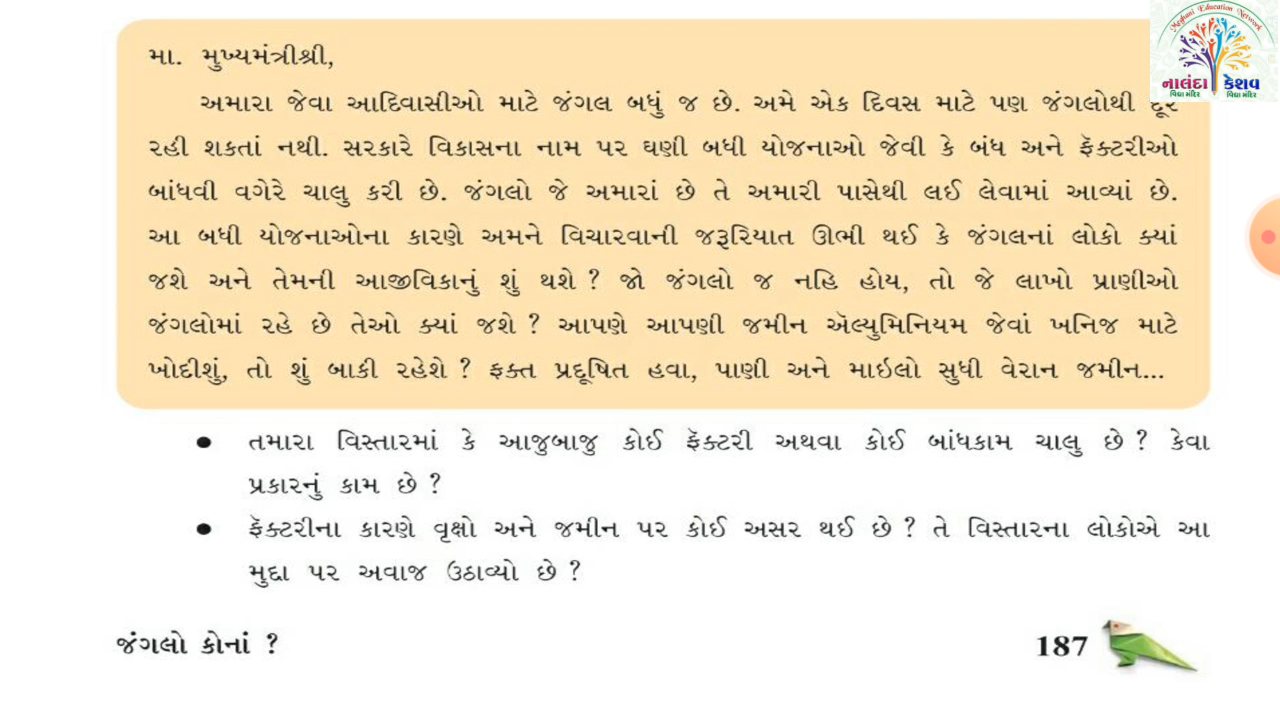 Meghani Education Network
નાલંદા કેશવ
વિદ્યા મંદિર વિદ્યા મંદિર
મા. મુખ્યમંત્રીશ્રી,
અમારા જેવા આદિવાસીઓ માટે જંગલ બધું જ છે. અમે એક દિવસ માટે પણ જંગલોથી દૂર
રહી શકતાં નથી. સરકારે વિકાસના નામ પર ઘણી બધી યોજનાઓ જેવી કે બંધ અને ફૅક્ટરીઓ
બાંધવી વગેરે ચાલુ કરી છે. જંગલો જે અમારાં છે તે અમારી પાસેથી લઈ લેવામાં આવ્યાં છે.
આ બધી યોજનાઓના કારણે અમને વિચારવાની જરૂરિયાત ઊભી થઈ કે જંગલનાં લોકો ક્યાં
જશે અને તેમની આજીવિકાનું શું થશે ? જો જંગલો જ નહિ હોય, તો જે લાખો પ્રાણીઓ
જંગલોમાં રહે છે તેઓ ક્યાં જશે ? આપણે આપણી જમીન ઍલ્યુમિનિયમ જેવાં ખનિજ માટે
ખોદીશું, તો શું બાકી રહેશે ? ફક્ત પ્રદૂષિત હવા, પાણી અને માઇલો સુધી વેરાન જમીન...
● તમારા વિસ્તારમાં કે આજુબાજુ કોઈ ફૅક્ટરી અથવા કોઈ બાંધકામ ચાલુ છે ? કેવા
પ્રકારનું કામ છે ?
● ફૅક્ટરીના કારણે વૃક્ષો અને જમીન પર કોઈ અસર થઈ છે ? તે વિસ્તારના લોકોએ આ
મુદ્દા પર અવાજ ઉઠાવ્યો છે ?
જંગલો કોનાં ?
187